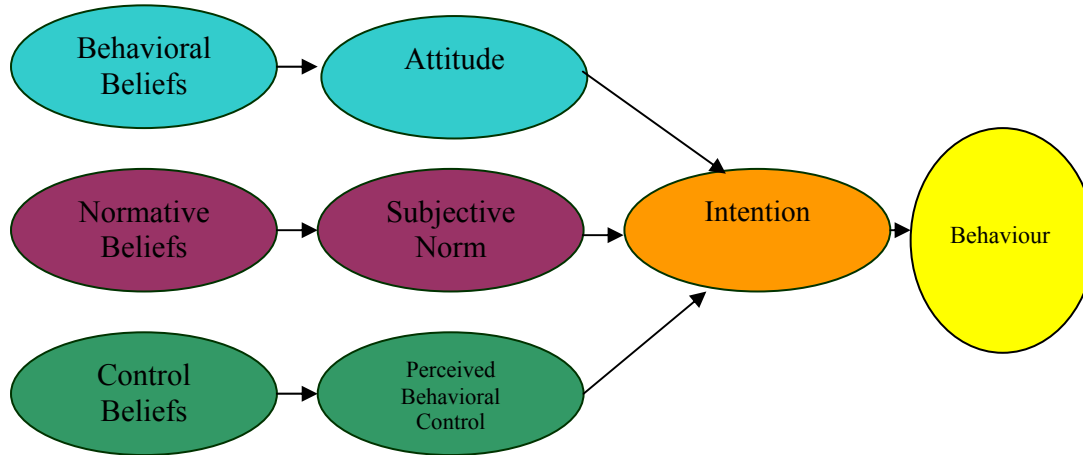 Behavioral
Beliefs
Attitude
Normative
Beliefs
Subjective
Norm
Intention
Behaviour
Control
Beliefs
Perceived
Behavioral
Control